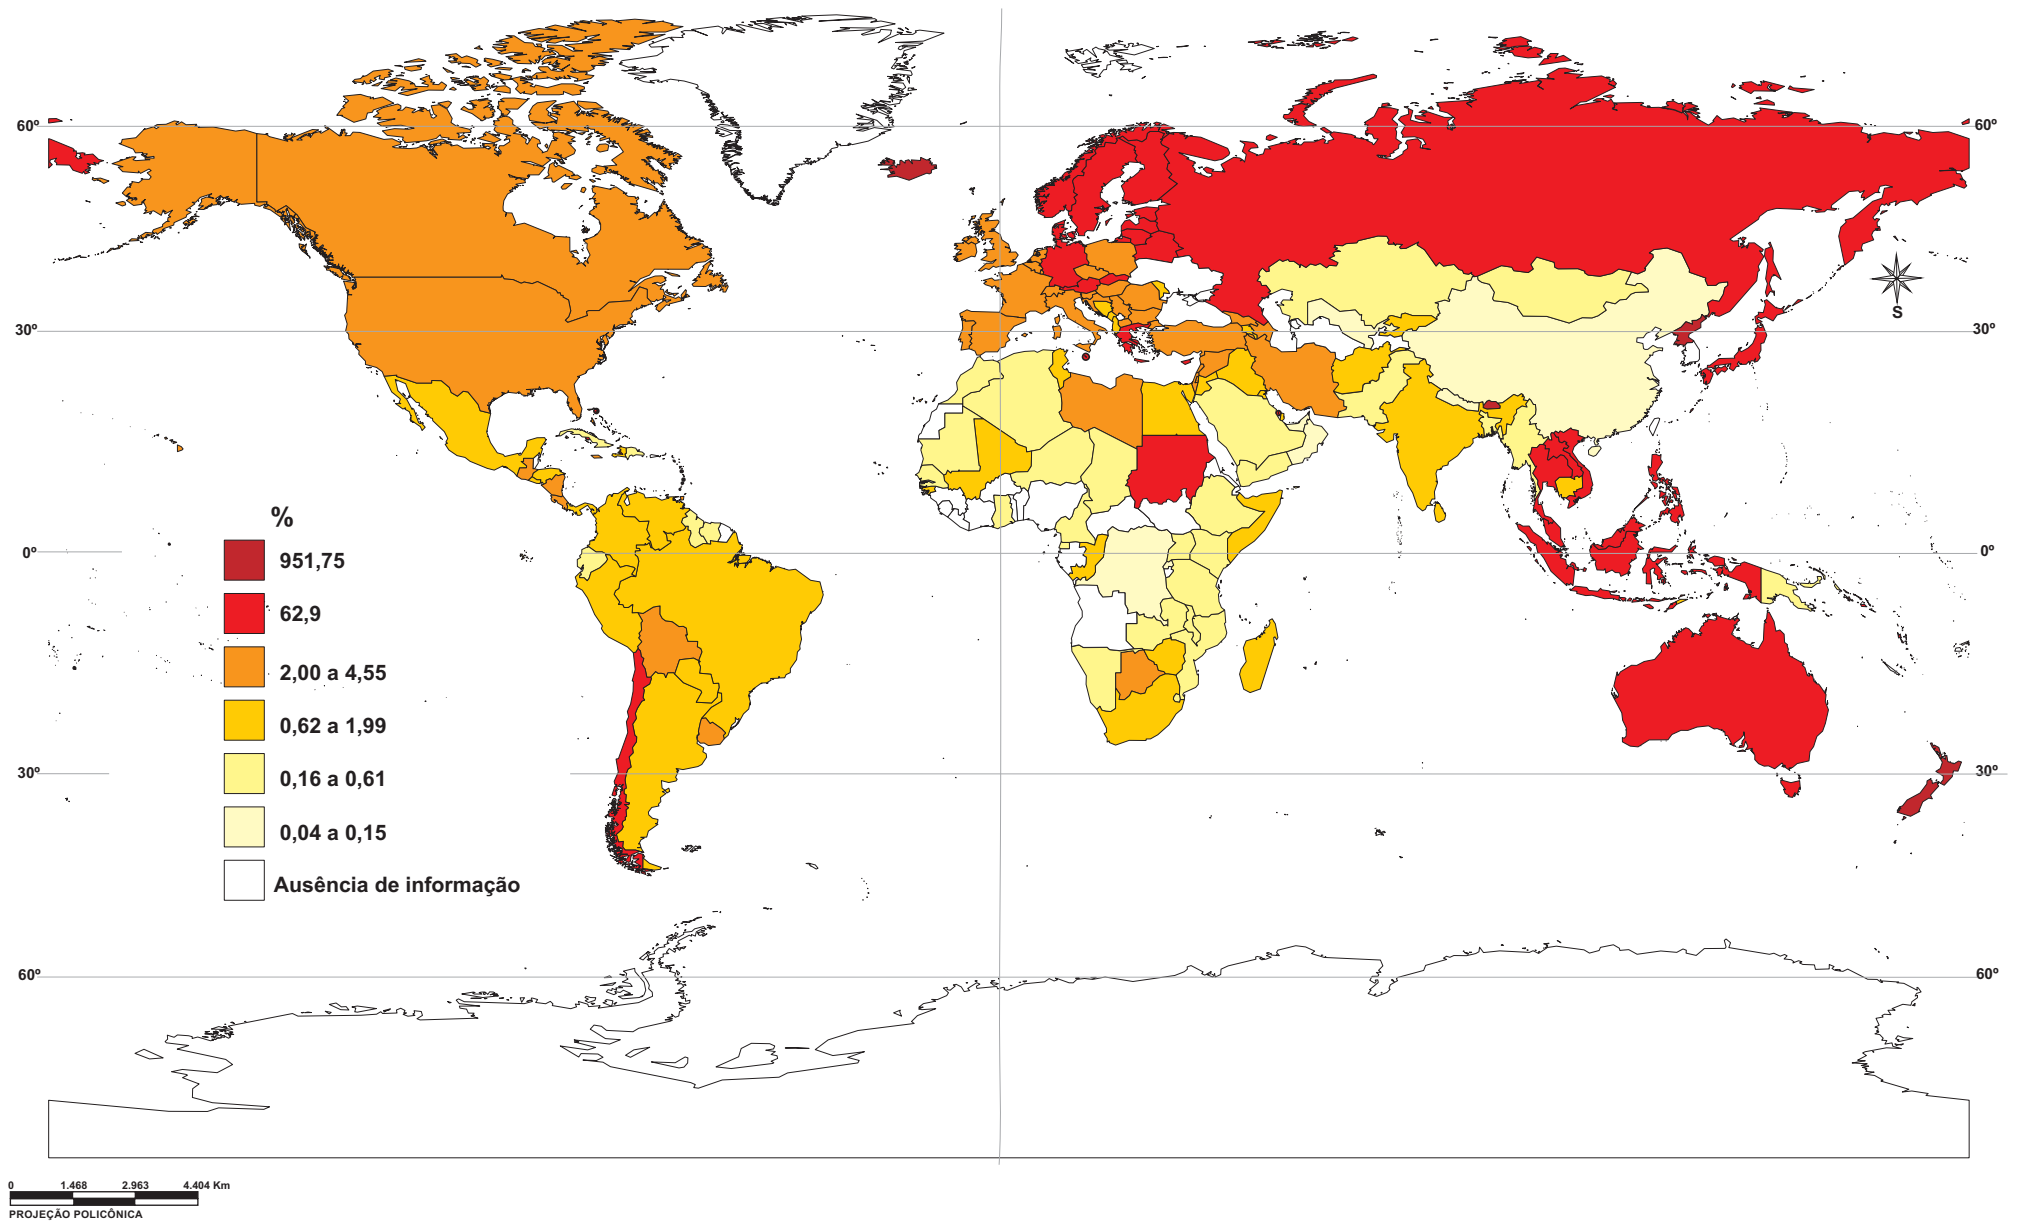 60º 60º
30º 30º
S
%
951,75
0º 0º
62,9
2,00 a 4,55
0,62 a 1,99
30º 30º
0,16 a 0,61
0,04 a 0,15
Ausência de informação
60º 60º
0 1.468 2.963 4.404 Km
PROJEÇÃO POLICÔNICA